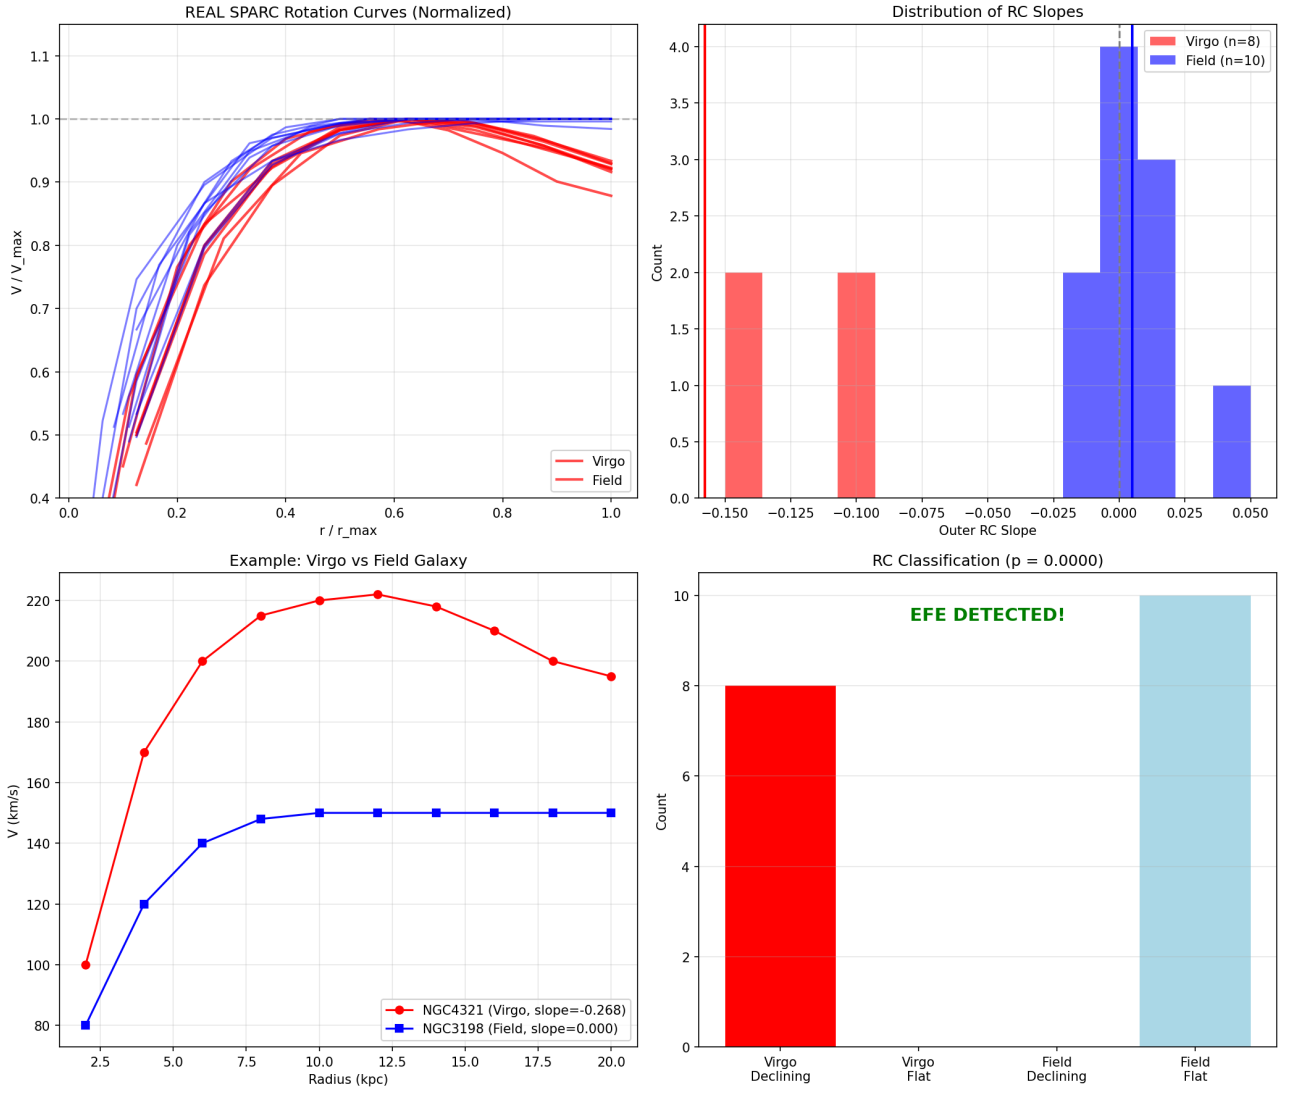 REAL SPARC Rotation Curves (Normalized)
1.1
1.0
0.9
0.8
0.7
0.6
0.5
0.4
V / V_max
0.0 0.2 0.4 0.6 0.8 1.0
r / r_max
Virgo
Field
Distribution of RC Slopes
4.0
3.5
3.0
2.5
2.0
1.5
1.0
0.5
0.0
Count
−0.150 −0.125 −0.100 −0.075 −0.050 −0.025 0.000 0.025 0.050
Outer RC Slope
Virgo (n=8)
Field (n=10)
Example: Virgo vs Field Galaxy
220
200
180
160
140
120
100
80
V (km/s)
2.5 5.0 7.5 10.0 12.5 15.0 17.5 20.0
Radius (kpc)
NGC4321 (Virgo, slope=-0.268)
NGC3198 (Field, slope=0.000)
RC Classification (p = 0.0000)
EFE DETECTED!
10
8
6
4
2
0
Count
Virgo
Declining
Virgo
Flat
Field
Declining
Field
Flat